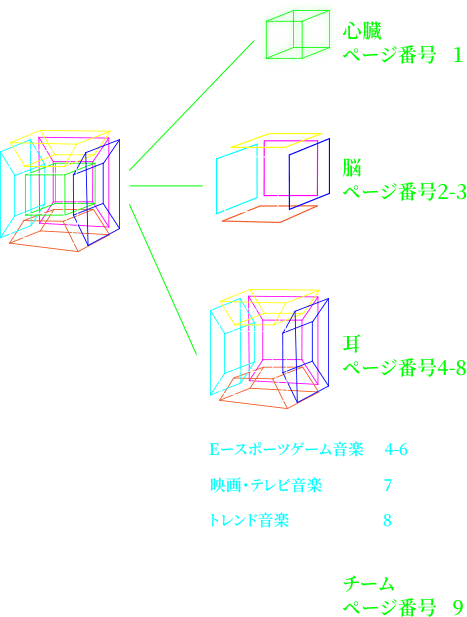 心臓
ページ番号 1
脳
ページ番号2-3
耳
ページ番号4-8
Eースポーツゲーム音楽 4-6
映画・テレビ音楽 7
トレンド音楽 8
チーム
ページ番号 9